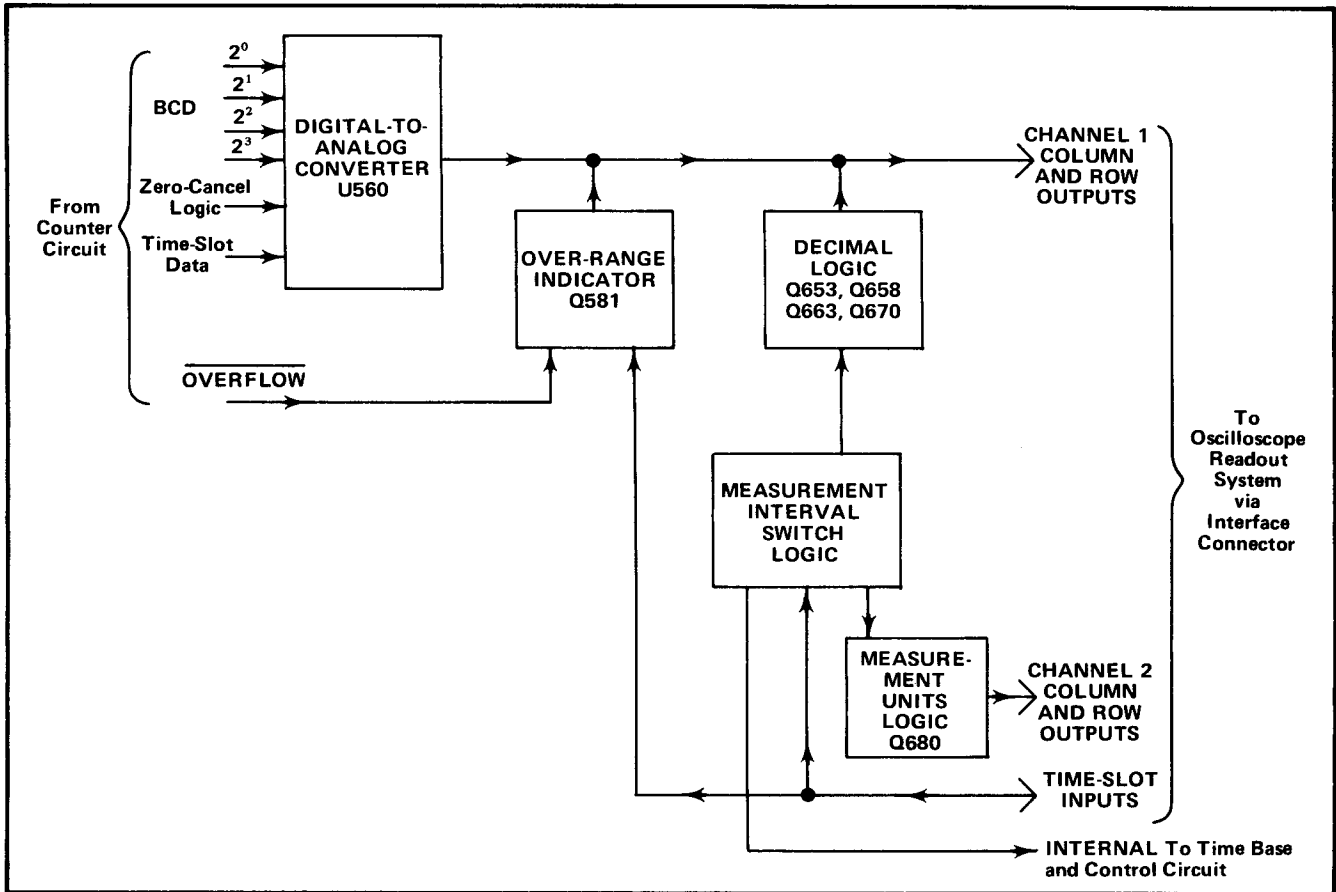 2⁰
2¹
BCD
2²
2³
Zero-Cancel
Logic
Time-Slot
Data
From
Counter
Circuit
OVERFLOW
DIGITAL-TO-
ANALOG
CONVERTER
U560
OVER-RANGE
INDICATOR
Q581
DECIMAL
LOGIC
Q653, Q658
Q663, Q670
CHANNEL 1
COLUMN
AND ROW
OUTPUTS
MEASUREMENT
INTERVAL
SWITCH
LOGIC
MEASURE-
MENT
UNITS
LOGIC
Q680
CHANNEL 2
COLUMN
AND ROW
OUTPUTS
TIME-SLOT
INPUTS
INTERNAL To Time Base
and Control Circuit
To
Oscilloscope
Readout
System
via
Interface
Connector